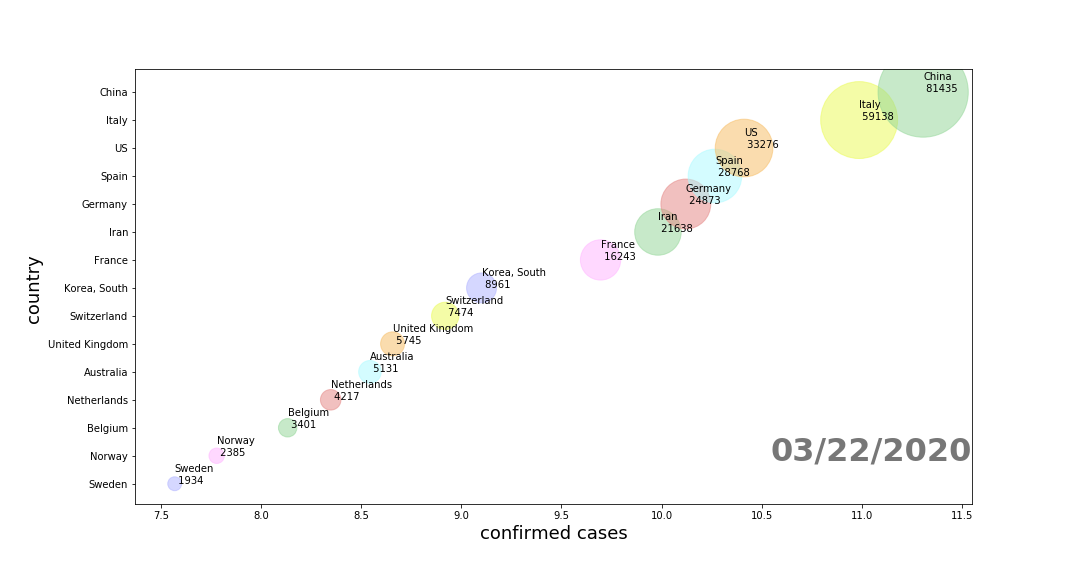 China
Italy
US
Spain
Germany
Iran
France
Korea, South
Switzerland
United Kingdom
Australia
Netherlands
Belgium
Norway
Sweden
country
China
81435
Italy
59138
US
33276
Spain
28768
Germany
24873
Iran
21638
France
16243
Korea, South
8961
Switzerland
7474
United Kingdom
5745
Australia
5131
Netherlands
4217
Belgium
3401
Norway
2385
Sweden
1934
03/22/2020
7.5 8.0 8.5 9.0 9.5 10.0 10.5 11.0 11.5
confirmed cases